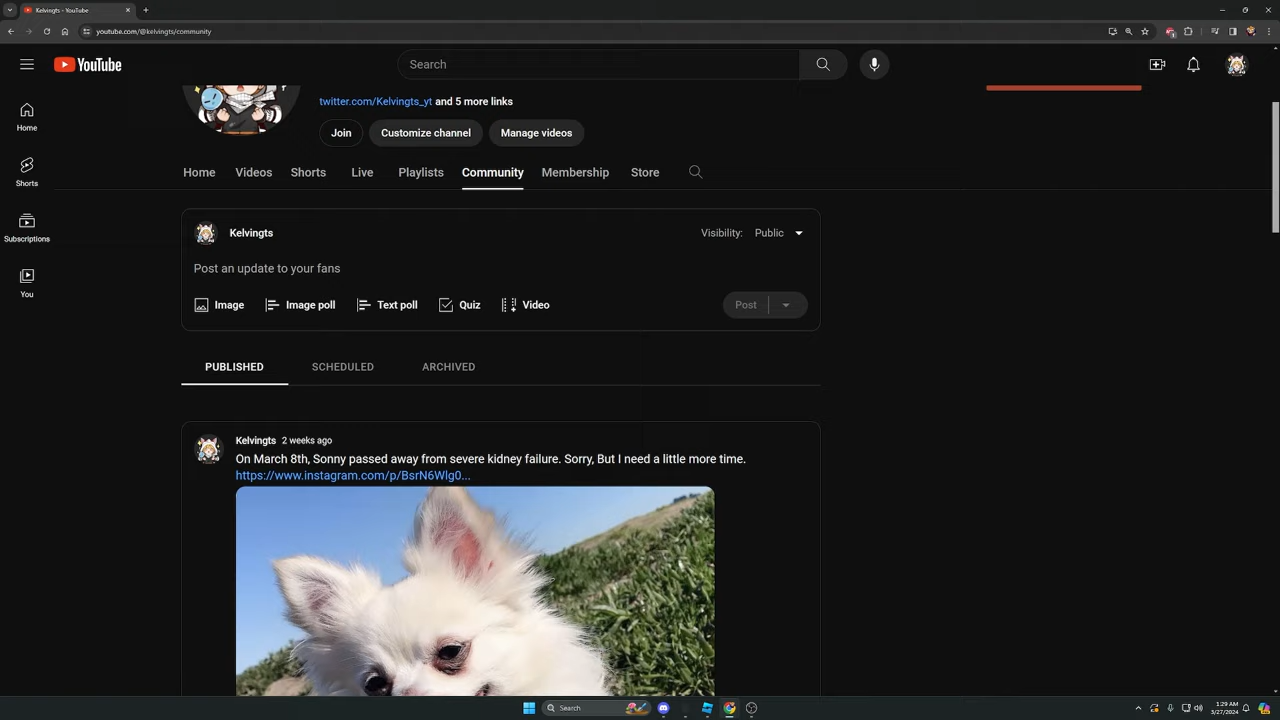 Kelvingts - YouTube
youtube.com/@kelvingts/community
YouTube
Search
twitter.com/Kelvingts_yt and 5 more links
Join Customize channel Manage videos
Home
Shorts
Subscriptions
You
Home Videos Shorts Live Playlists Community Membership Store
Kelvingts
Visibility: Public
Post an update to your fans
Image Image poll Text poll Quiz Video Post
PUBLISHED SCHEDULED ARCHIVED
Kelvingts 2 weeks ago
On March 8th, Sonny passed away from severe kidney failure. Sorry, But I need a little more time.
https://www.instagram.com/p/BsrN6Wlg0...
Search
1:29 AM
3/27/2024